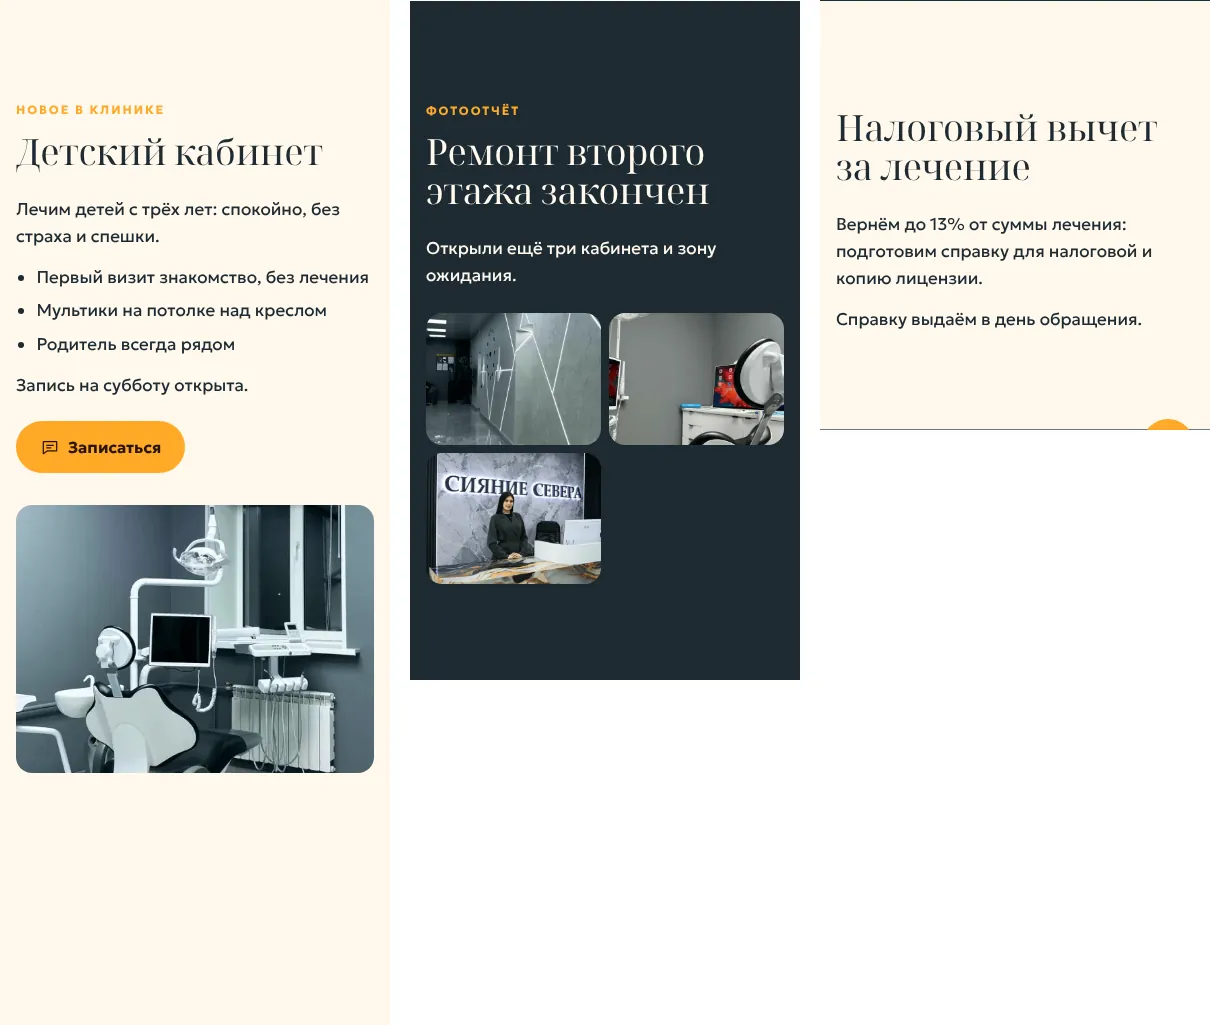 НОВОЕ В КЛИНИКЕ
Детский кабинет
Лечим детей с трёх лет: спокойно, без
страха и спешки.
• Первый визит знакомство, без лечения
• Мультики на потолке над креслом
• Родитель всегда рядом
Запись на субботу открыта.
Записаться
ФОТООТЧЁТ
Ремонт второго
этажа закончен
Открыли ещё три кабинета и зону
ожидания.
СИЯНИЕ СЕВЕРА
Налоговый вычет
за лечение
Вернём до 13% от суммы лечения:
подготовим справку для налоговой и
копию лицензии.
Справку выдаём в день обращения.